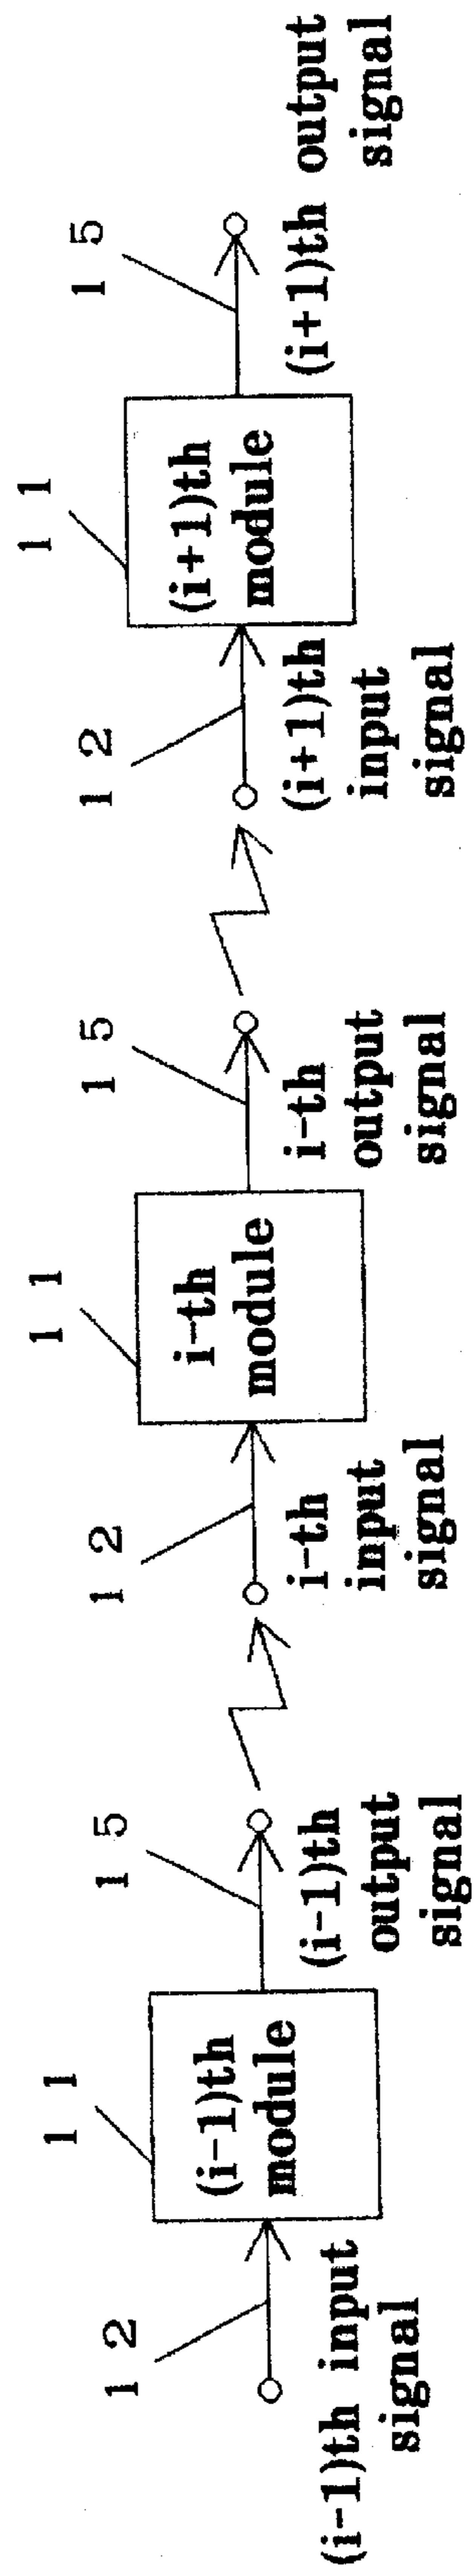 1 2
(i-1)th input
signal
1 1
(i-1)th
module
1 5
(i-1)th
output
signal
1 2
i-th
input
signal
1 1
i-th
module
1 5
i-th
output
signal
1 2
(i+1)th
input
signal
1 1
(i+1)th
module
1 5
(i+1)th output
signal